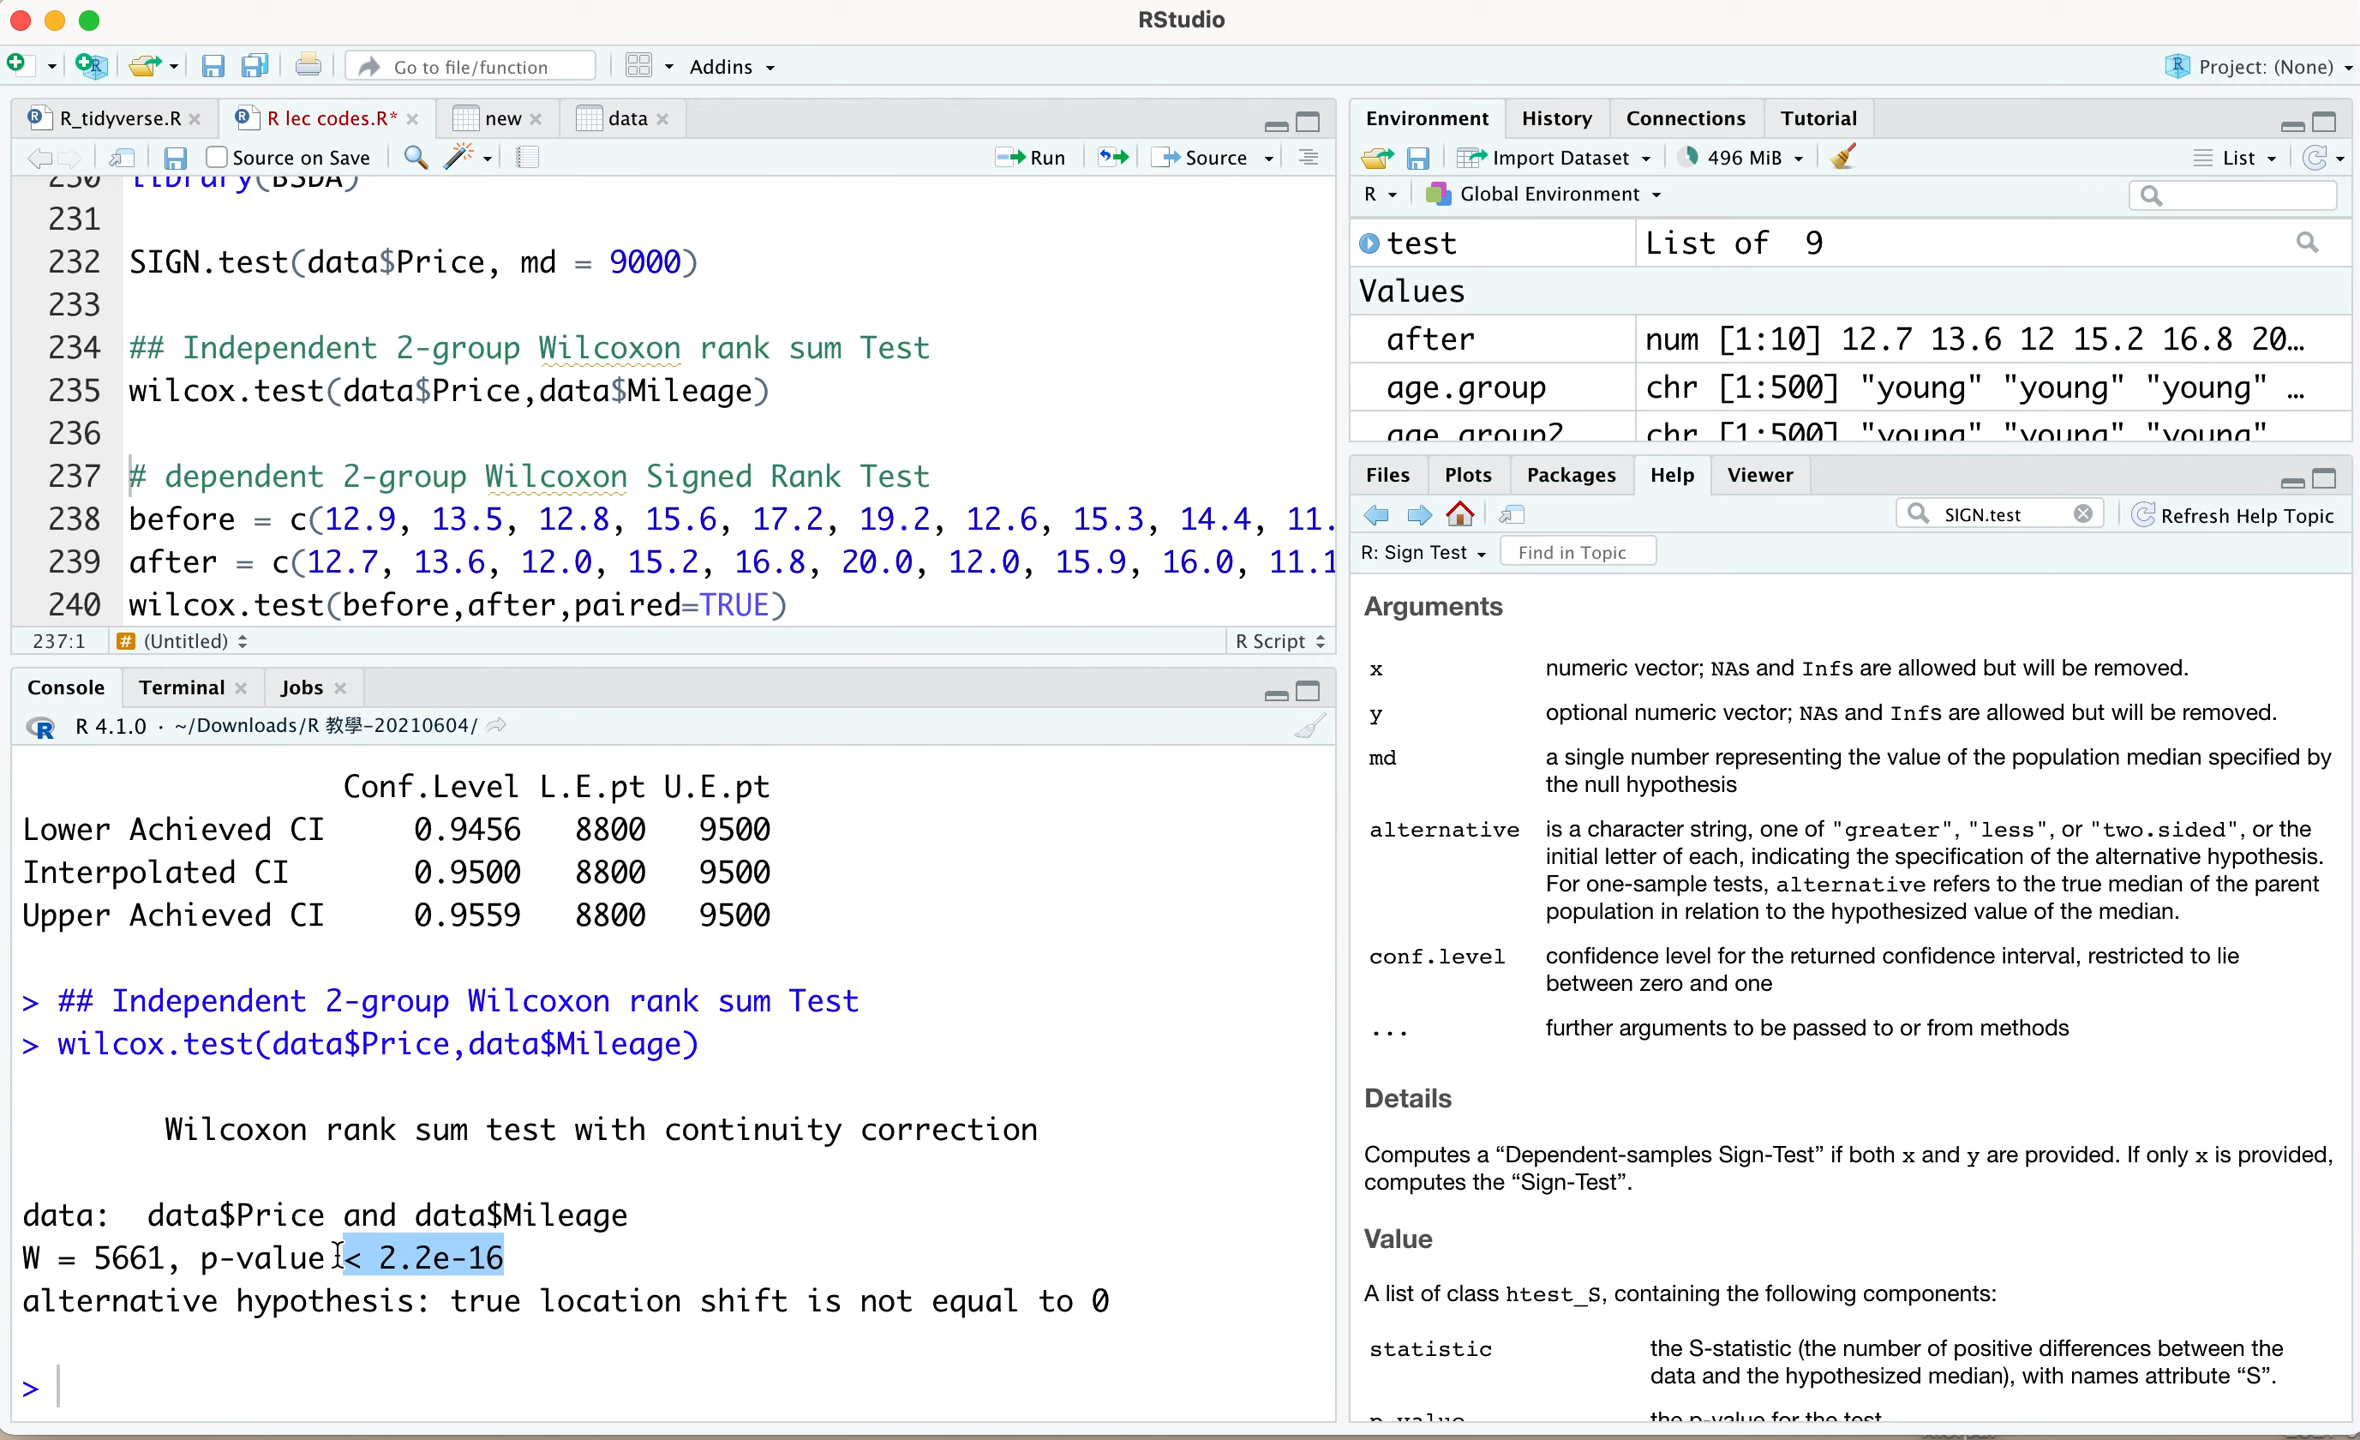 RStudio
Go to file/function
Addins
Project: (None)
R_tidyverse.R
R lec codes.R*
new
data
Source on Save
Run
Source
230 library(BSDA)
231
232 SIGN.test(data$Price, md = 9000)
233
234 ## Independent 2-group Wilcoxon rank sum Test
235 wilcox.test(data$Price,data$Mileage)
236
237 # dependent 2-group Wilcoxon Signed Rank Test
238 before = c(12.9, 13.5, 12.8, 15.6, 17.2, 19.2, 12.6, 15.3, 14.4, 11.
239 after = c(12.7, 13.6, 12.0, 15.2, 16.8, 20.0, 12.0, 15.9, 16.0, 11.1
240 wilcox.test(before,after,paired=TRUE)
237:1
# (Untitled)
R Script
Console
Terminal
Jobs
R 4.1.0 · ~/Downloads/R 教學-20210604/
Conf.Level L.E.pt U.E.pt
Lower Achieved CI 0.9456 8800 9500
Interpolated CI 0.9500 8800 9500
Upper Achieved CI 0.9559 8800 9500
> ## Independent 2-group Wilcoxon rank sum Test
> wilcox.test(data$Price,data$Mileage)
Wilcoxon rank sum test with continuity correction
data: data$Price and data$Mileage
W = 5661, p-value < 2.2e-16
alternative hypothesis: true location shift is not equal to 0
>
Environment
History
Connections
Tutorial
Import Dataset
496 MiB
List
R
Global Environment
test List of 9
Values
after num [1:10] 12.7 13.6 12 15.2 16.8 20…
age.group chr [1:500] "young" "young" "young" …
age group2 chr [1:500] "young" "young" "young"
Files
Plots
Packages
Help
Viewer
SIGN.test
Refresh Help Topic
R: Sign Test
Find in Topic
Arguments
x numeric vector; NAs and Infs are allowed but will be removed.
y optional numeric vector; NAs and Infs are allowed but will be removed.
md a single number representing the value of the population median specified by
the null hypothesis
alternative is a character string, one of "greater", "less", or "two.sided", or the
initial letter of each, indicating the specification of the alternative hypothesis.
For one-sample tests, alternative refers to the true median of the parent
population in relation to the hypothesized value of the median.
conf.level confidence level for the returned confidence interval, restricted to lie
between zero and one
... further arguments to be passed to or from methods
Details
Computes a “Dependent-samples Sign-Test” if both x and y are provided. If only x is provided,
computes the “Sign-Test”.
Value
A list of class htest_S, containing the following components:
statistic the S-statistic (the number of positive differences between the
data and the hypothesized median), with names attribute “S”.
p.value the p-value for the test